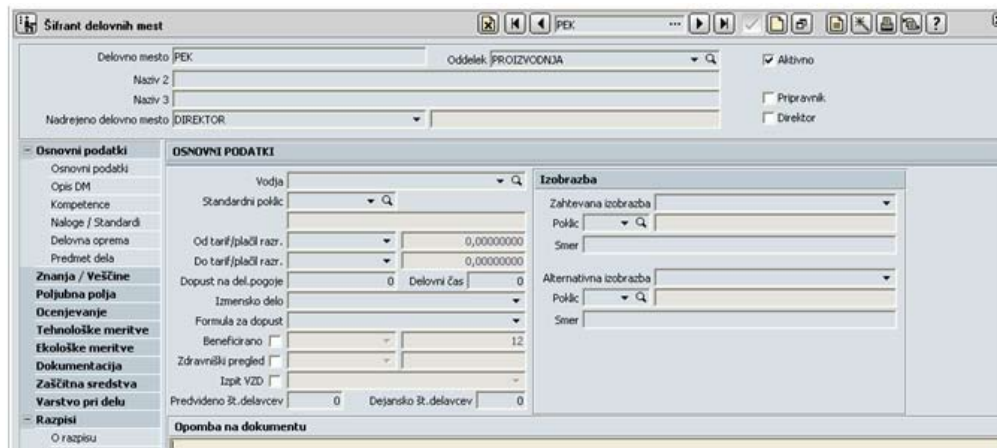 Šifrant delovnih mest
PEK ... ?
Delovno mesto PEK Oddelek PROIZVODNJA Aktivno
Naziv 2
Naziv 3 Pripravnik
Nadrejeno delovno mesto DIREKTOR Direktor
Osnovni podatki
Osnovni podatki
Opis DM
Kompetence
Naloge / Standardi
Delovna oprema
Predmet dela
Znanja / Veščine
Poljubna polja
Ocenjevanje
Tehnološke meritve
Ekološke meritve
Dokumentacija
Zaščitna sredstva
Varstvo pri delu
Razpisi
O razpisu
OSNOVNI PODATKI
Vodja
Standardni poklic
Od tarif/plačil razr. 0,00000000
Do tarif/plačil razr. 0,00000000
Dopust na del.pogoje 0 Delovni čas 0
Izmensko delo
Formula za dopust
Beneficirano 12
Zdravniški pregled
Izpit VZD
Predvideno št.delavcev 0 Dejansko št.delavcev 0
Izobrazba
Zahtevana izobrazba
Poklic
Smer
Alternativna izobrazba
Poklic
Smer
Opomba na dokumentu